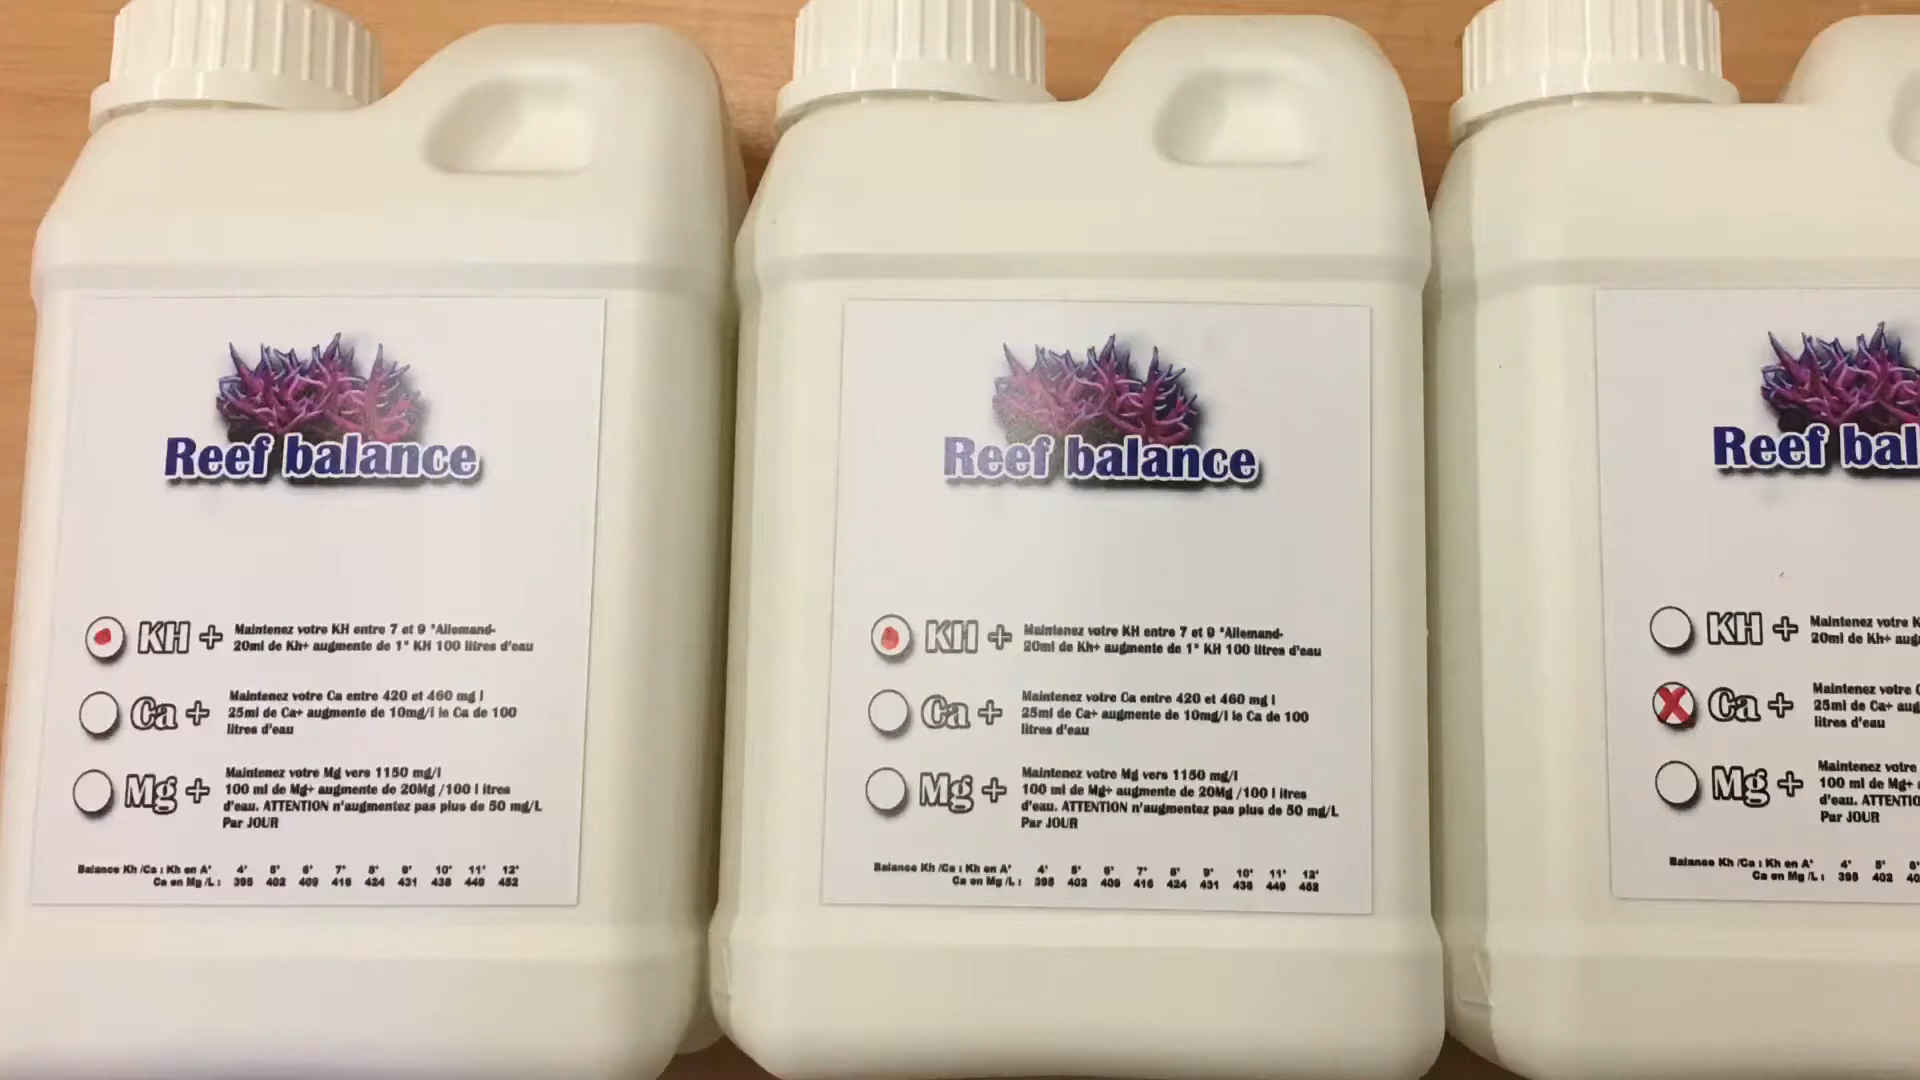 Reef balance
KH + Maintenez votre KH entre 7 et 9 °Allemand-
20ml de Kh+ augmente de 1° KH 100 litres d'eau
Ca + Maintenez votre Ca entre 420 et 460 mg l
25ml de Ca+ augmente de 10mg/l le Ca de 100
litres d'eau
Mg + Maintenez votre Mg vers 1150 mg/l
100 ml de Mg+ augmente de 20Mg /100 l itres
d'eau. ATTENTION n'augmentez pas plus de 50 mg/L
Par JOUR
Balance Kh /Ca : Kh en A° 4° 5° 6° 7° 8° 9° 10° 11° 12°
Ca en Mg /L : 395 402 409 416 424 431 438 449 452
Reef balance
KH + Maintenez votre KH entre 7 et 9 °Allemand-
20ml de Kh+ augmente de 1° KH 100 litres d'eau
Ca + Maintenez votre Ca entre 420 et 460 mg l
25ml de Ca+ augmente de 10mg/l le Ca de 100
litres d'eau
Mg + Maintenez votre Mg vers 1150 mg/l
100 ml de Mg+ augmente de 20Mg /100 l itres
d'eau. ATTENTION n'augmentez pas plus de 50 mg/L
Par JOUR
Balance Kh /Ca : Kh en A° 4° 5° 6° 7° 8° 9° 10° 11° 12°
Ca en Mg /L : 395 402 409 416 424 431 438 449 452
Reef bal
KH + Maintenez votre K
20ml de Kh+ aug
Ca + Maintenez votre
25ml de Ca+ aug
litres d'eau
Mg + Maintenez votre
100 ml de Mg+
d'eau. ATTENTIO
Par JOUR
Balance Kh /Ca : Kh en A° 4° 5°
Ca en Mg /L : 395 402 40